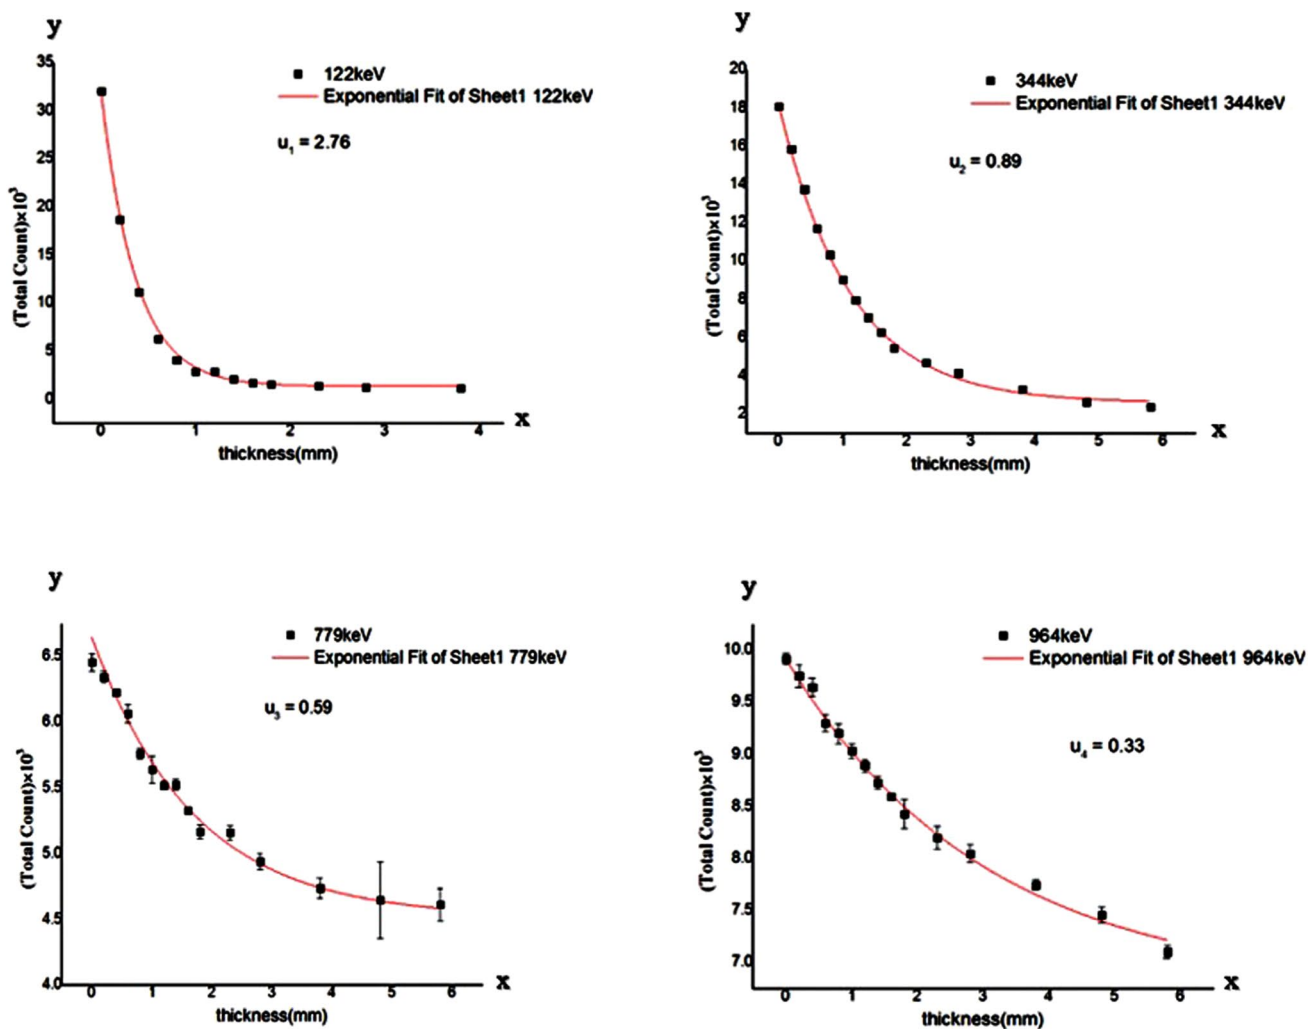 y
35
30
25
20
15
10
5
0
(Total Count)×10³
122keV
Exponential Fit of Sheet1 122keV
u₁ = 2.76
0 1 2 3 4
x
thickness(mm)
y
20
18
16
14
12
10
8
6
4
2
(Total Count)×10³
344keV
Exponential Fit of Sheet1 344keV
u₂ = 0.89
0 1 2 3 4 5 6
x
thickness(mm)
y
6.5
6.0
5.5
5.0
4.5
4.0
(Total Count)×10³
779keV
Exponential Fit of Sheet1 779keV
u₃ = 0.59
0 1 2 3 4 5 6
x
thickness(mm)
y
10.0
9.5
9.0
8.5
8.0
7.5
7.0
(Total Count)×10³
964keV
Exponential Fit of Sheet1 964keV
u₄ = 0.33
0 1 2 3 4 5 6
x
thickness(mm)